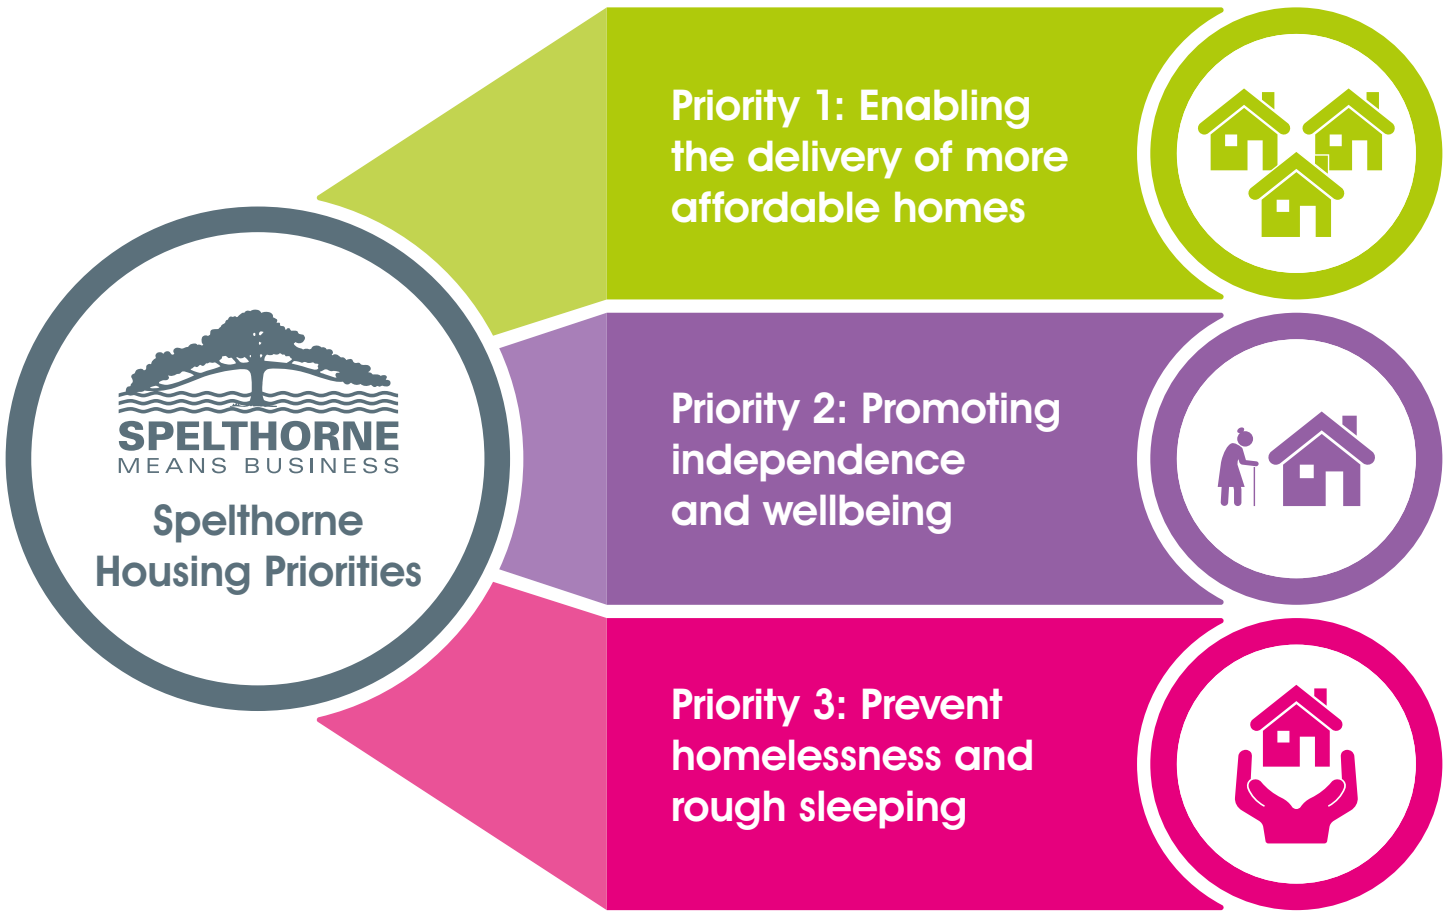 SPELTHORNE
MEANS BUSINESS
Spelthorne
Housing Priorities
Priority 1: Enabling
the delivery of more
affordable homes
Priority 2: Promoting
independence
and wellbeing
Priority 3: Prevent
homelessness and
rough sleeping